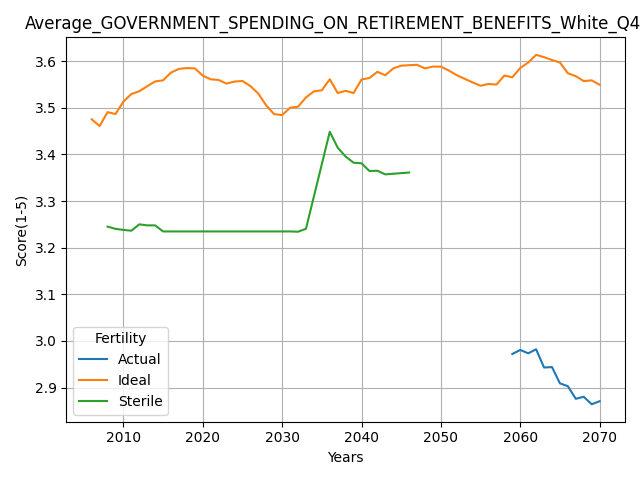 Average_GOVERNMENT_SPENDING_ON_RETIREMENT_BENEFITS_White_Q4
3.6
3.5
3.4
3.3
3.2
3.1
3.0
2.9
Score(1-5)
Fertility
Actual
Ideal
Sterile
2010 2020 2030 2040 2050 2060 2070
Years